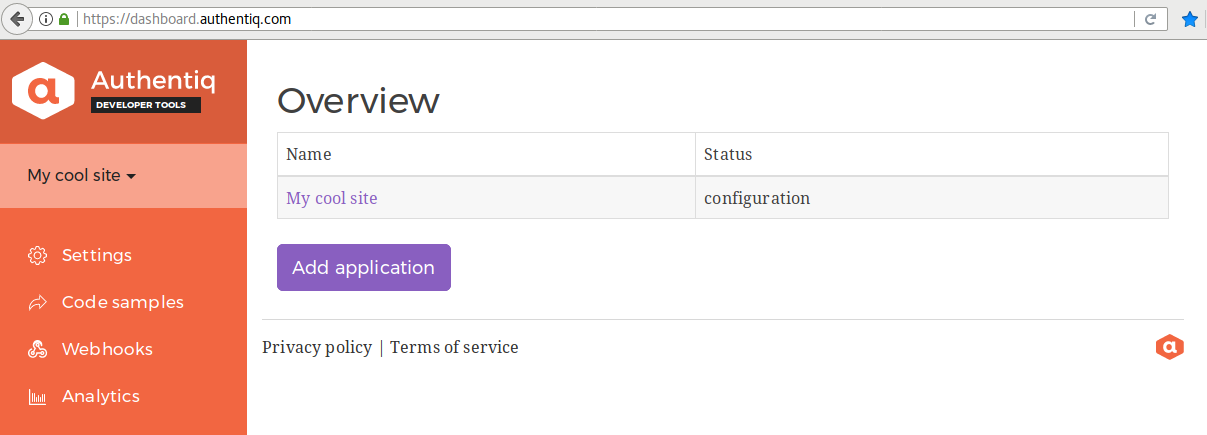 https://dashboard.authentiq.com
Authentiq
DEVELOPER TOOLS
My cool site
Settings
Code samples
Webhooks
Analytics
Overview
Name Status
My cool site configuration
Add application
Privacy policy | Terms of service